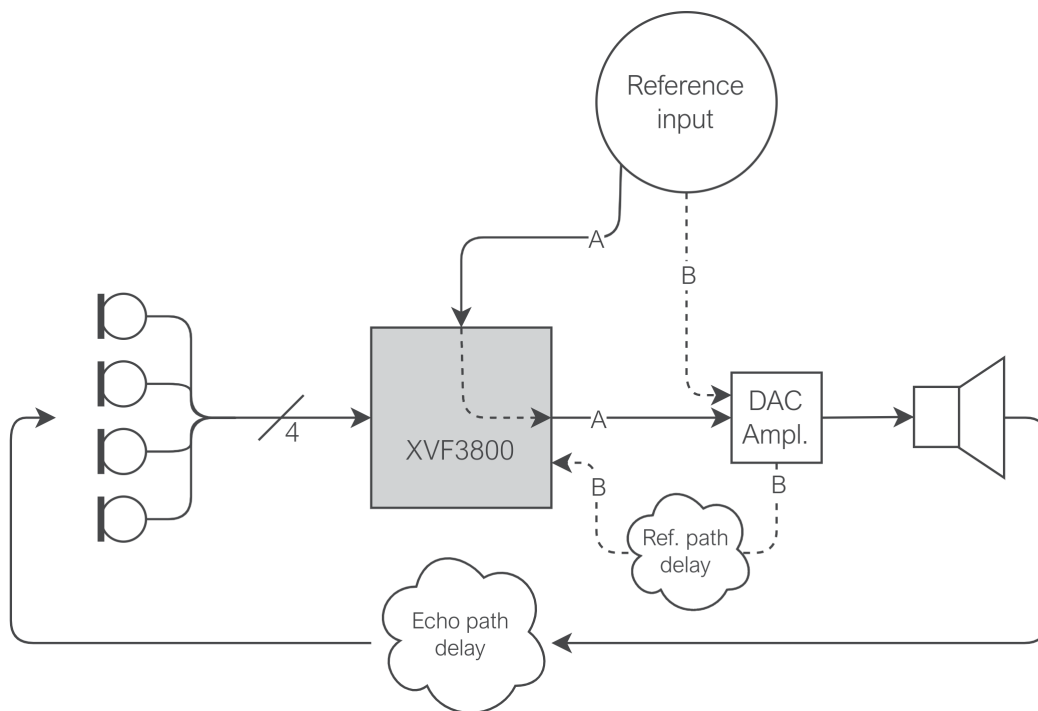 Reference
input
A
B
DAC
Ampl.
4
A
XVF3800
B
B
Ref. path
delay
Echo path
delay